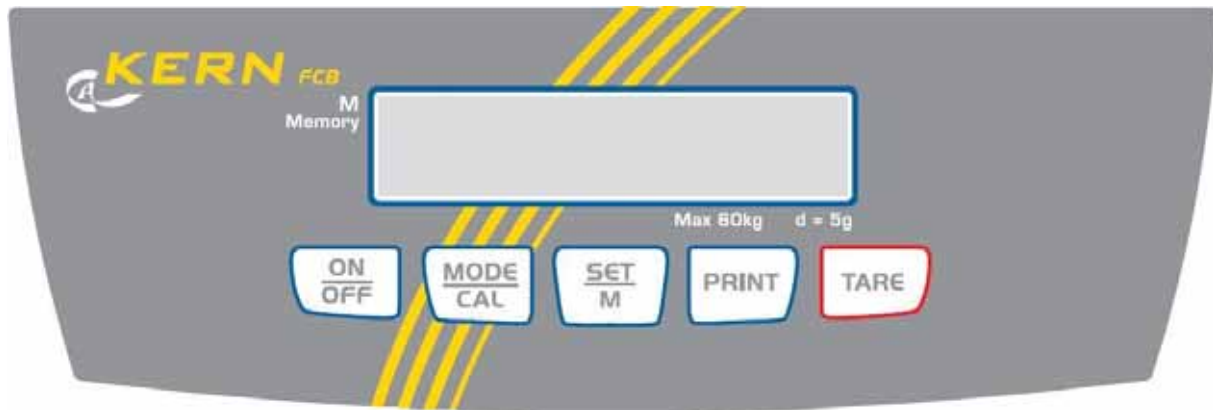 KERN FCB
M
Memory
Max 60kg d = 5g
ON
OFF
MODE
CAL
SET
M
PRINT
TARE